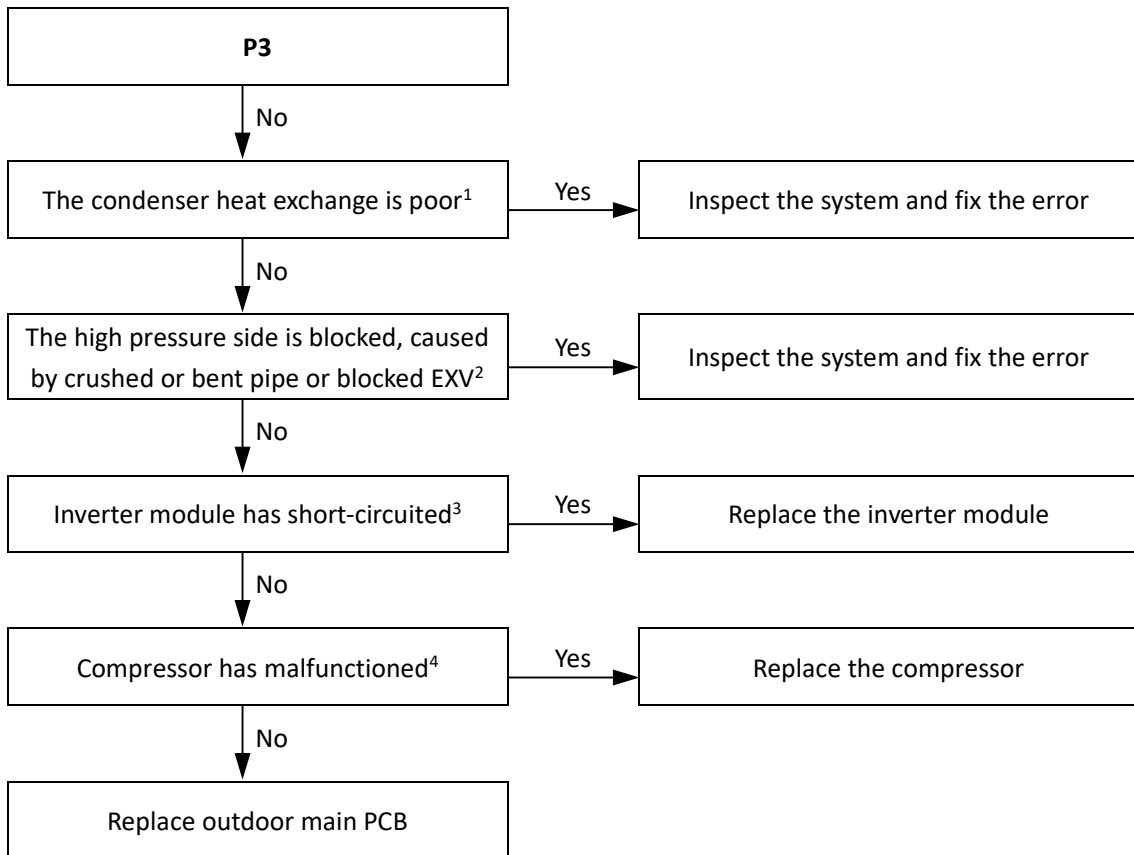 P3
No
The condenser heat exchange is poor¹
Yes
Inspect the system and fix the error
No
The high pressure side is blocked, caused
by crushed or bent pipe or blocked EXV²
Yes
Inspect the system and fix the error
No
Inverter module has short-circuited³
Yes
Replace the inverter module
No
Compressor has malfunctioned⁴
Yes
Replace the compressor
No
Replace outdoor main PCB